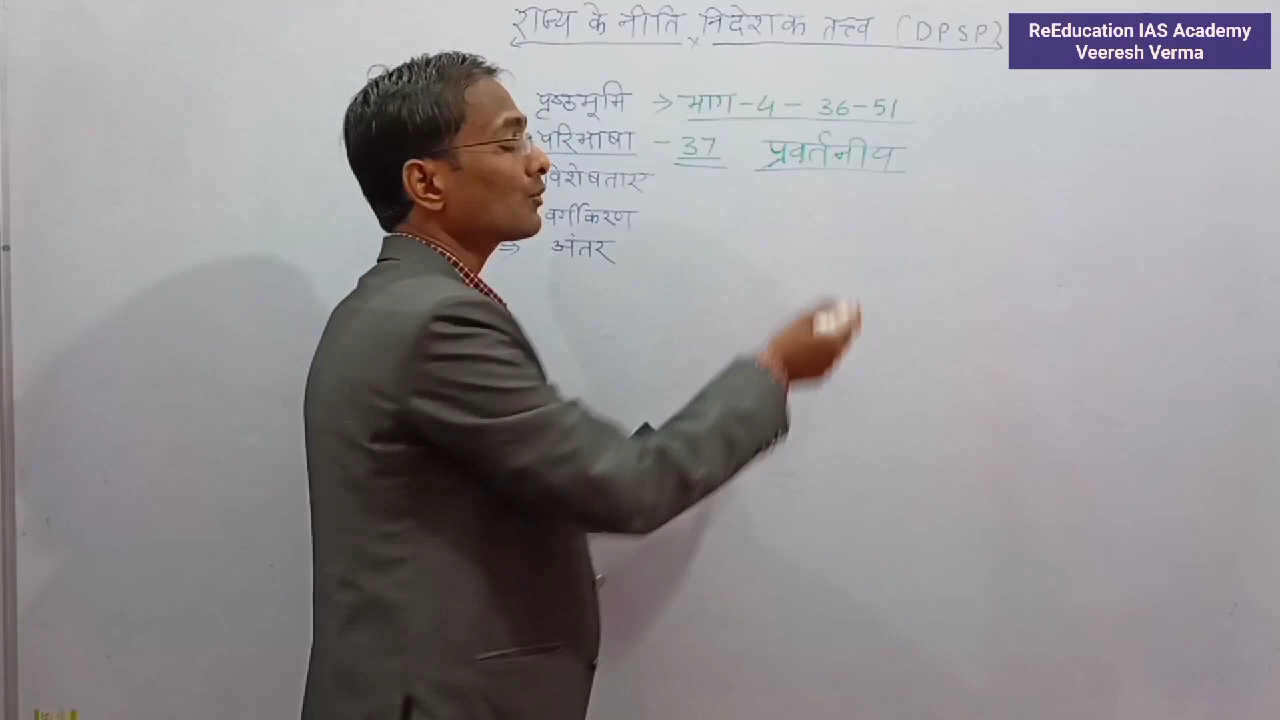 राज्य के नीति निदेशक तत्त्व (DPSP)
ReEducation IAS Academy
Veeresh Verma
पृष्ठभूमि → भाग-4 - 36-51
परिभाषा - 37 प्रवर्तनीय
विशेषताएं
वर्गीकरण
⇒ अंतर